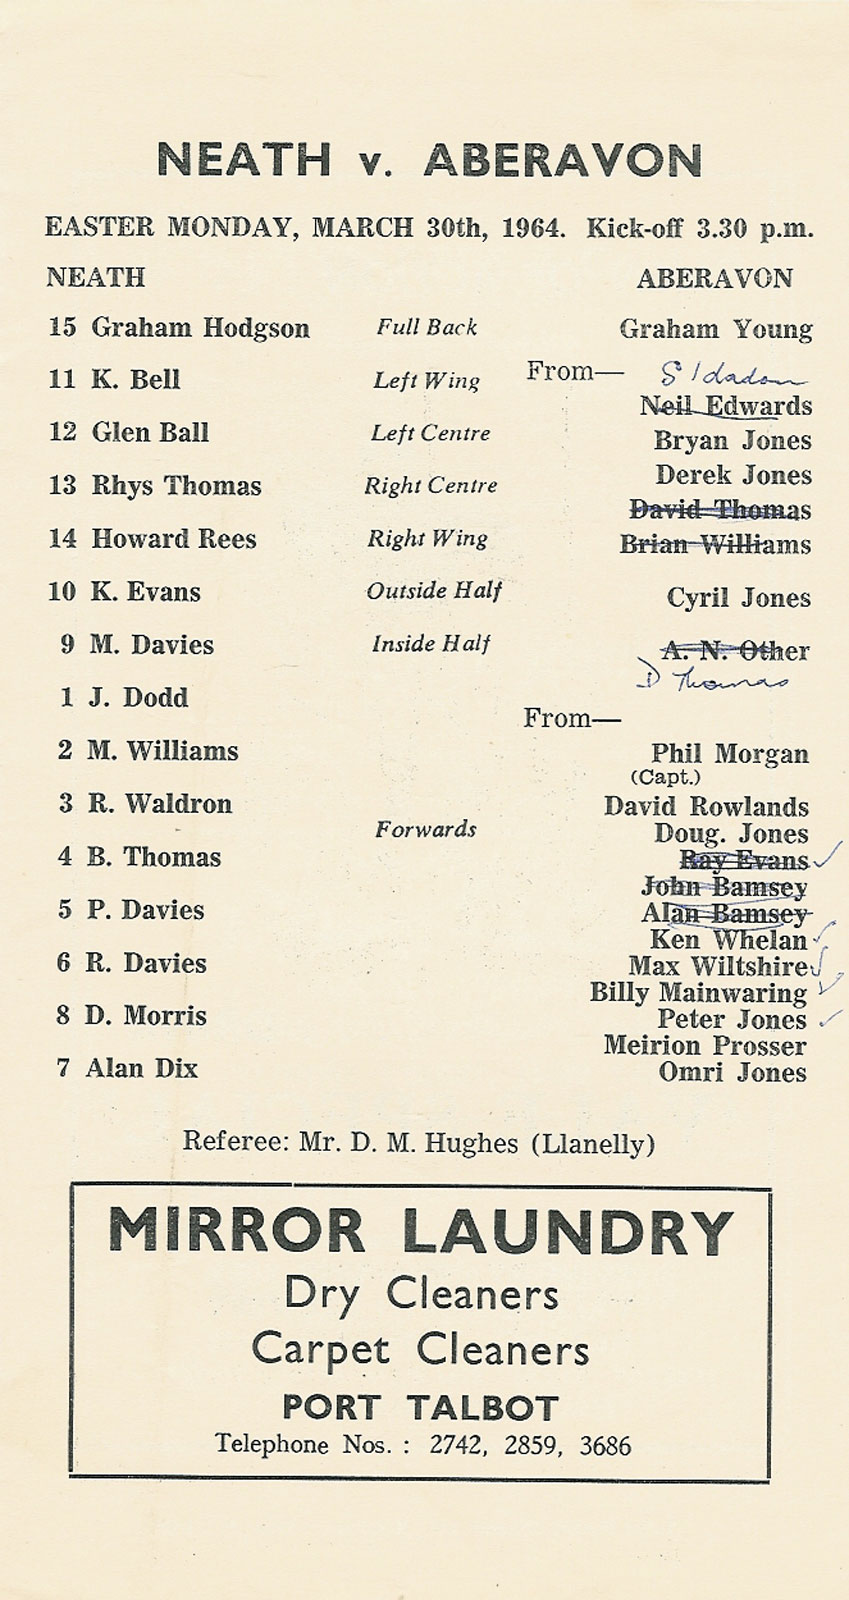 NEATH v. ABERAVON
EASTER MONDAY, MARCH 30th, 1964. Kick-off 3.30 p.m.
NEATH ABERAVON
15 Graham Hodgson Full Back Graham Young
11 K. Bell Left Wing From—
Neil Edwards
12 Glen Ball Left Centre Bryan Jones
Derek Jones
13 Rhys Thomas Right Centre
David Thomas
14 Howard Rees Right Wing Brian Williams
10 K. Evans Outside Half Cyril Jones
9 M. Davies Inside Half A. N. Other
D Thomas
1 J. Dodd
From—
2 M. Williams Phil Morgan
(Capt.)
3 R. Waldron David Rowlands
Forwards Doug. Jones
4 B. Thomas Ray Evans
John Bamsey
5 P. Davies Alan Bamsey
Ken Whelan
6 R. Davies Max Wiltshire
Billy Mainwaring
8 D. Morris Peter Jones
Meirion Prosser
7 Alan Dix Omri Jones
Referee: Mr. D. M. Hughes (Llanelly)
MIRROR LAUNDRY
Dry Cleaners
Carpet Cleaners
PORT TALBOT
Telephone Nos. : 2742, 2859, 3686